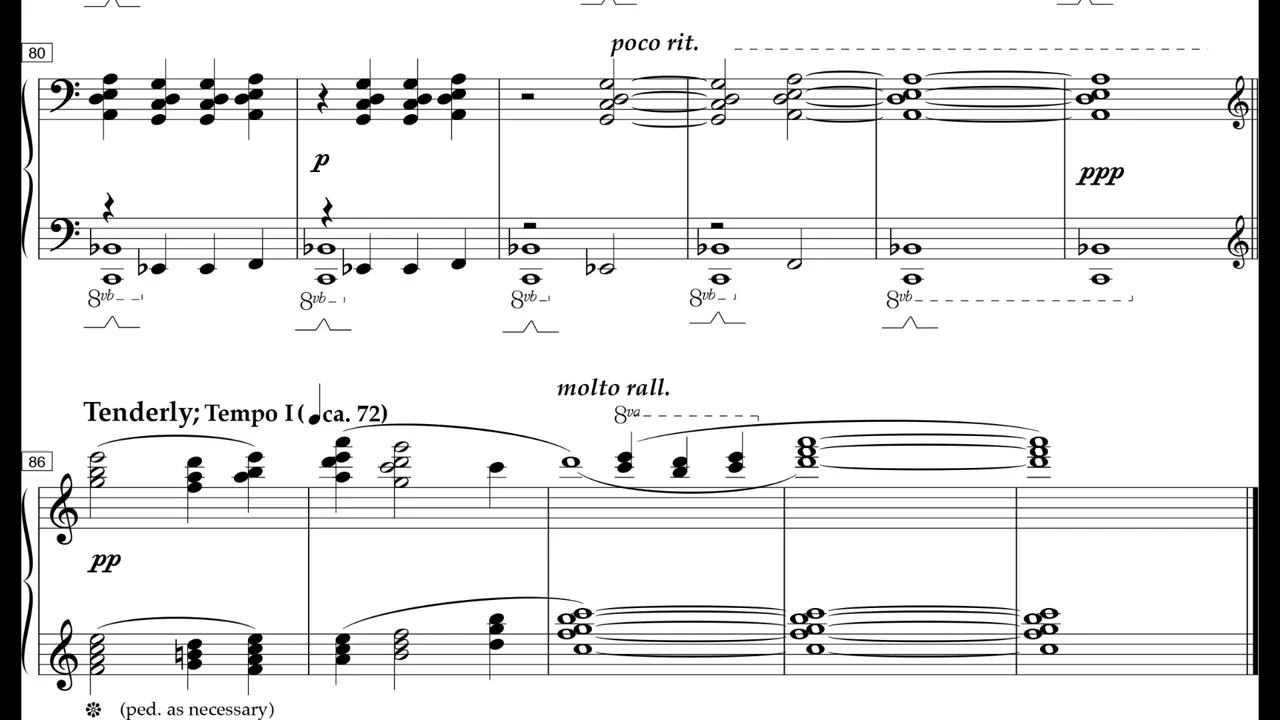 80
poco rit.
p
ppp
8vb 8vb 8vb 8vb 8vb
molto rall.
Tenderly; Tempo I (♩ca. 72)
8va
86
pp
(ped. as necessary)